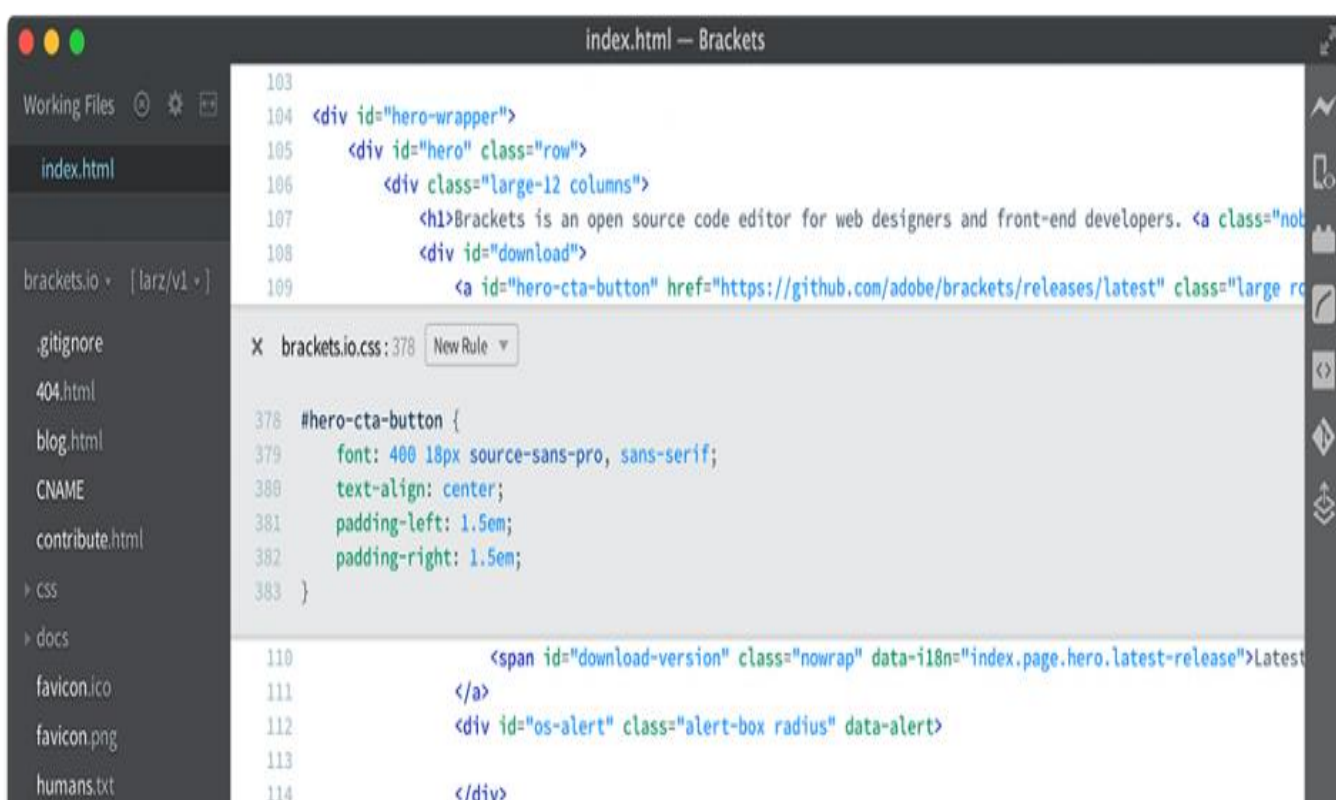 index.html — Brackets
Working Files
index.html
brackets.io
[ larz/v1 ]
.gitignore
404.html
blog.html
CNAME
contribute.html
css
docs
favicon.ico
favicon.png
humans.txt
103
104 <div id="hero-wrapper">
105 <div id="hero" class="row">
106 <div class="large-12 columns">
107 <h1>Brackets is an open source code editor for web designers and front-end developers. <a class="nob
108 <div id="download">
109 <a id="hero-cta-button" href="https://github.com/adobe/brackets/releases/latest" class="large ro
X brackets.io.css : 378 New Rule
378 #hero-cta-button {
379 font: 400 18px source-sans-pro, sans-serif;
380 text-align: center;
381 padding-left: 1.5em;
382 padding-right: 1.5em;
383 }
110 <span id="download-version" class="nowrap" data-i18n="index.page.hero.latest-release">Latest
111 </a>
112 <div id="os-alert" class="alert-box radius" data-alert>
113
114 </div>